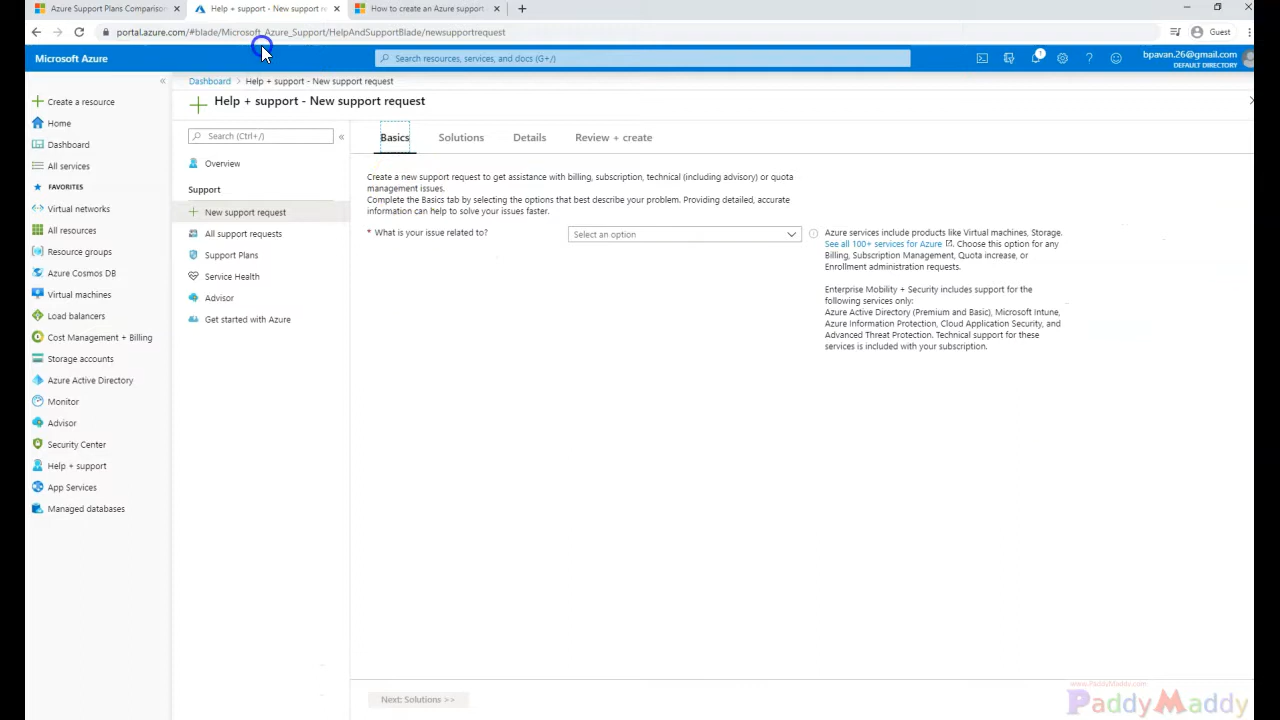 Azure Support Plans Comparison
Help + support - New support re
How to create an Azure support
portal.azure.com/#blade/Microsoft_Azure_Support/HelpAndSupportBlade/newsupportrequest
Guest
Microsoft Azure
Search resources, services, and docs (G+/)
1
bpavan.26@gmail.com
DEFAULT DIRECTORY
Create a resource
Home
Dashboard
All services
FAVORITES
Virtual networks
All resources
Resource groups
Azure Cosmos DB
Virtual machines
Load balancers
Cost Management + Billing
Storage accounts
Azure Active Directory
Monitor
Advisor
Security Center
Help + support
App Services
Managed databases
Dashboard > Help + support - New support request
Help + support - New support request
Search (Ctrl+/)
Overview
Support
New support request
All support requests
Support Plans
Service Health
Advisor
Get started with Azure
Basics Solutions Details Review + create
Create a new support request to get assistance with billing, subscription, technical (including advisory) or quota
management issues.
Complete the Basics tab by selecting the options that best describe your problem. Providing detailed, accurate
information can help to solve your issues faster.
* What is your issue related to?
Select an option
Azure services include products like Virtual machines, Storage.
See all 100+ services for Azure . Choose this option for any
Billing, Subscription Management, Quota increase, or
Enrollment administration requests.
Enterprise Mobility + Security includes support for the
following services only:
Azure Active Directory (Premium and Basic), Microsoft Intune,
Azure Information Protection, Cloud Application Security, and
Advanced Threat Protection. Technical support for these
services is included with your subscription.
Next: Solutions >>
www.PaddyMaddy.com
PaddyMaddy